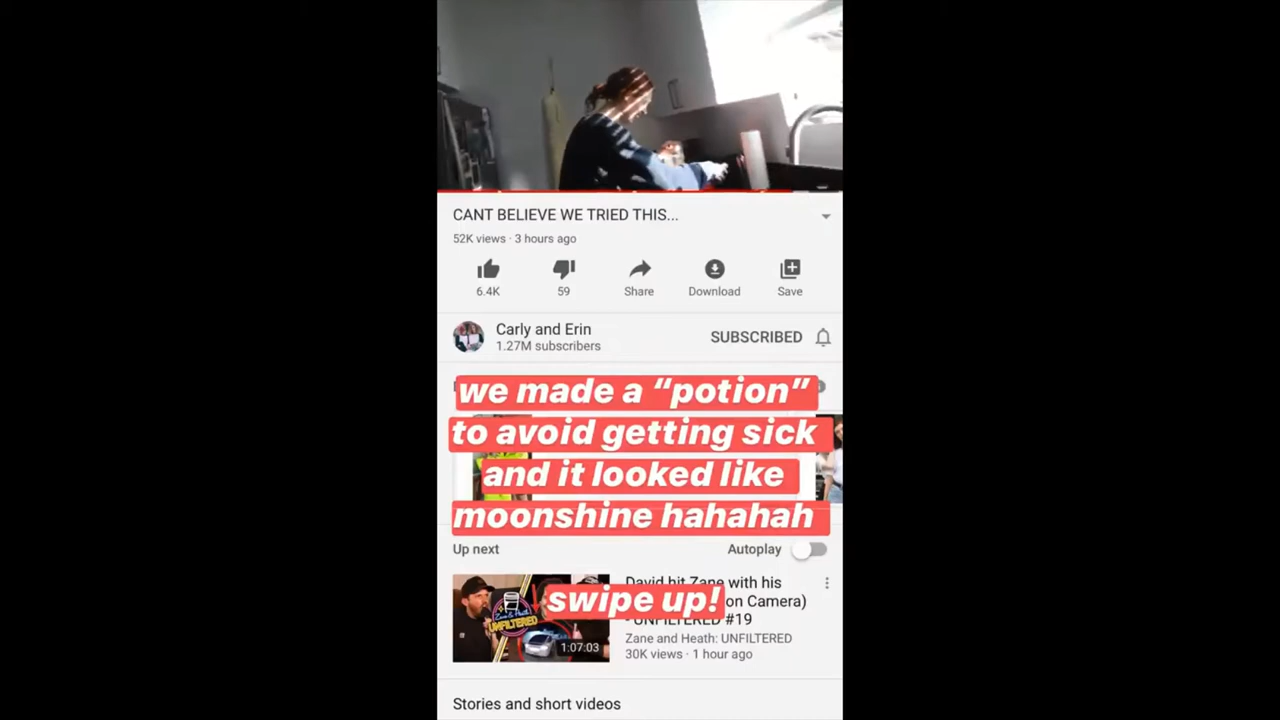 CANT BELIEVE WE TRIED THIS...
52K views · 3 hours ago
6.4K
59
Share
Download
Save
Carly and Erin
1.27M subscribers
SUBSCRIBED
we made a “potion”
to avoid getting sick
and it looked like
moonshine hahahah
Up next
Autoplay
David hit Zane with his
on Camera)
- UNFILTERED #19
Zane and Heath: UNFILTERED
30K views · 1 hour ago
swipe up!
Zane & Heath:
UNFILTERED
1:07:03
Stories and short videos